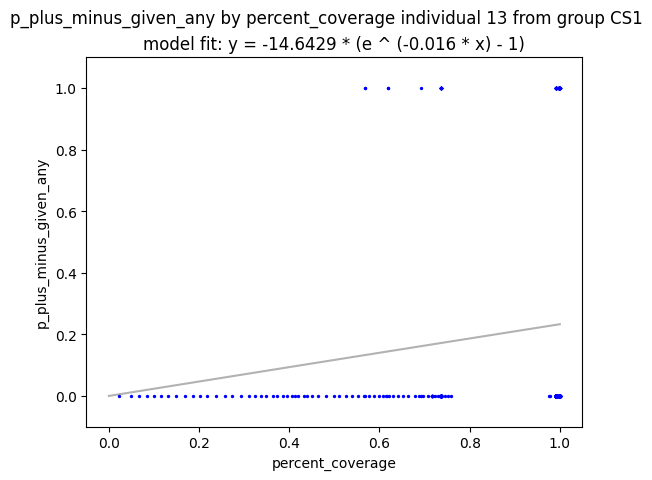 p_plus_minus_given_any by percent_coverage individual 13 from group CS1
model fit: y = -14.6429 * (e ^ (-0.016 * x) - 1)
1.0
0.8
0.6
0.4
0.2
0.0
p_plus_minus_given_any
0.0 0.2 0.4 0.6 0.8 1.0
percent_coverage